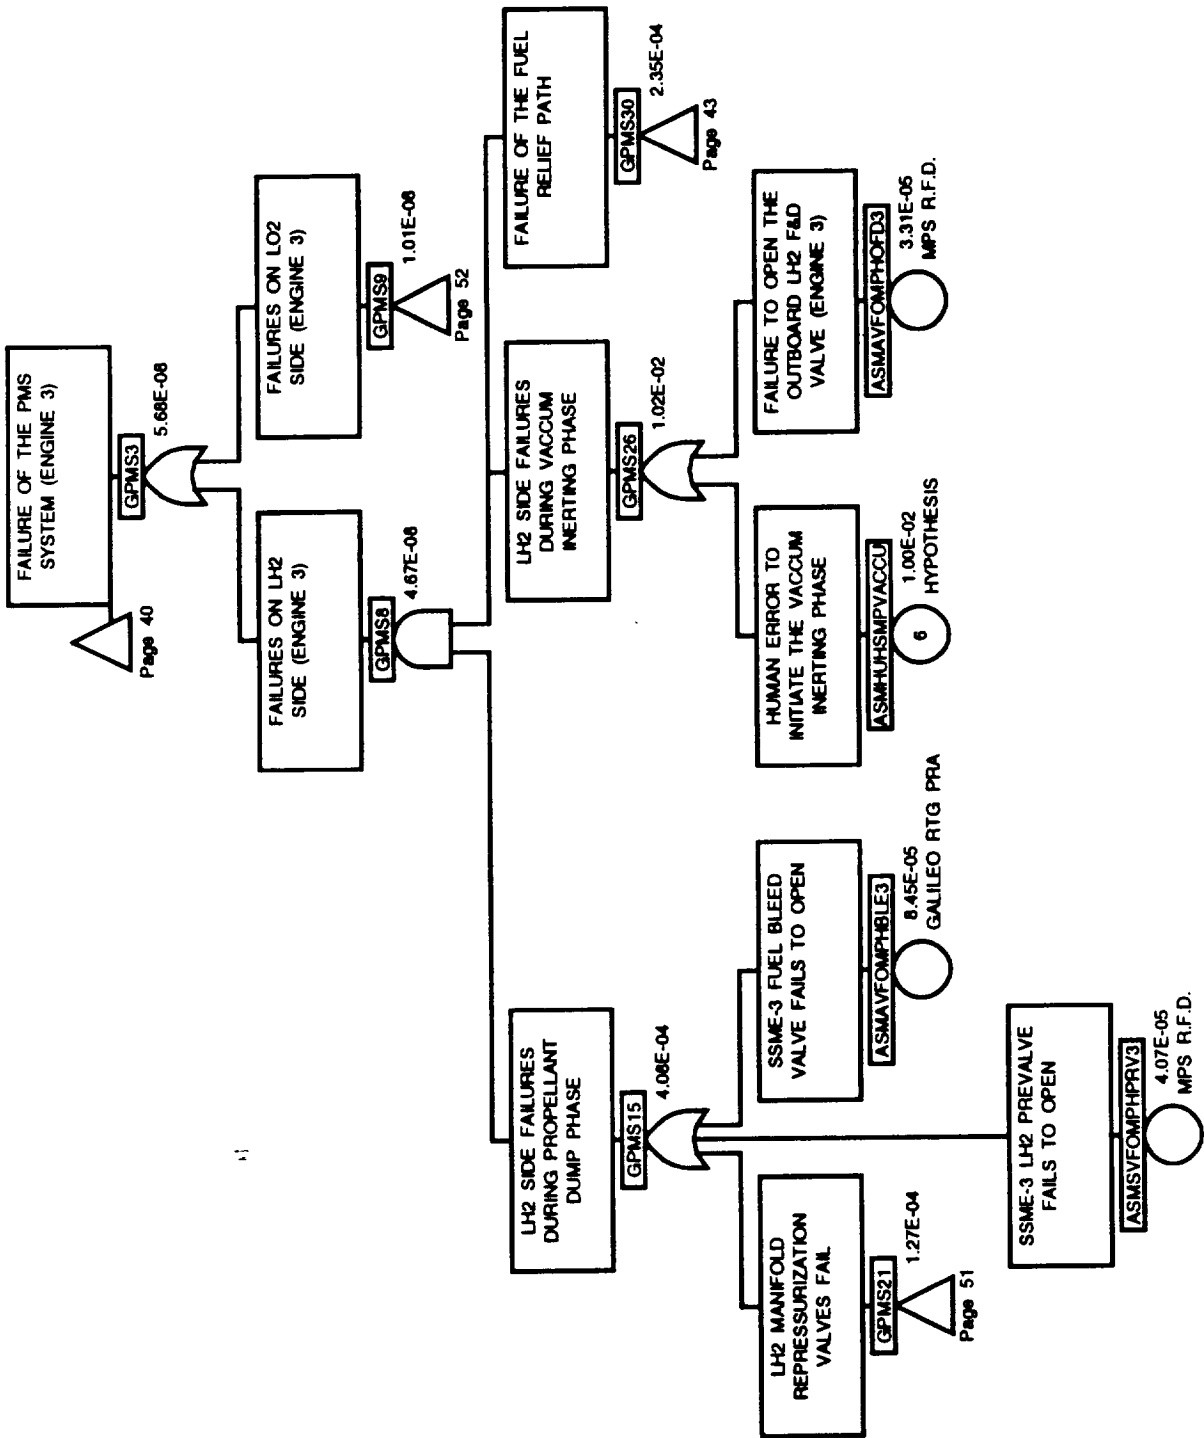 FAILURE OF THE PMS
SYSTEM (ENGINE 3)
GPMS3
5.68E-08
Page 40
FAILURES ON LH2
SIDE (ENGINE 3)
GPMS8
4.67E-08
FAILURES ON LO2
SIDE (ENGINE 3)
GPMS9
1.01E-08
Page 52
LH2 SIDE FAILURES
DURING PROPELLANT
DUMP PHASE
GPMS15
4.06E-04
LH2 SIDE FAILURES
DURING VACCUM
INERTING PHASE
GPMS26
1.02E-02
FAILURE OF THE FUEL
RELIEF PATH
GPMS30
2.35E-04
Page 43
LH2 MANIFOLD
REPRESSURIZATION
VALVES FAIL
GPMS21
1.27E-04
Page 51
SSME-3 FUEL BLEED
VALVE FAILS TO OPEN
ASMAVFOMPHBLE3
8.45E-05
GALILEO RTG PRA
HUMAN ERROR TO
INITIATE THE VACCUM
INERTING PHASE
ASMHUHSMPVACCU
6
1.00E-02
HYPOTHESIS
FAILURE TO OPEN THE
OUTBOARD LH2 F&D
VALVE (ENGINE 3)
ASMAVFOMPHOFD3
3.31E-05
MPS R.F.D.
SSME-3 LH2 PREVALVE
FAILS TO OPEN
ASMSVFOMPHPRV3
4.07E-05
MPS R.F.D.